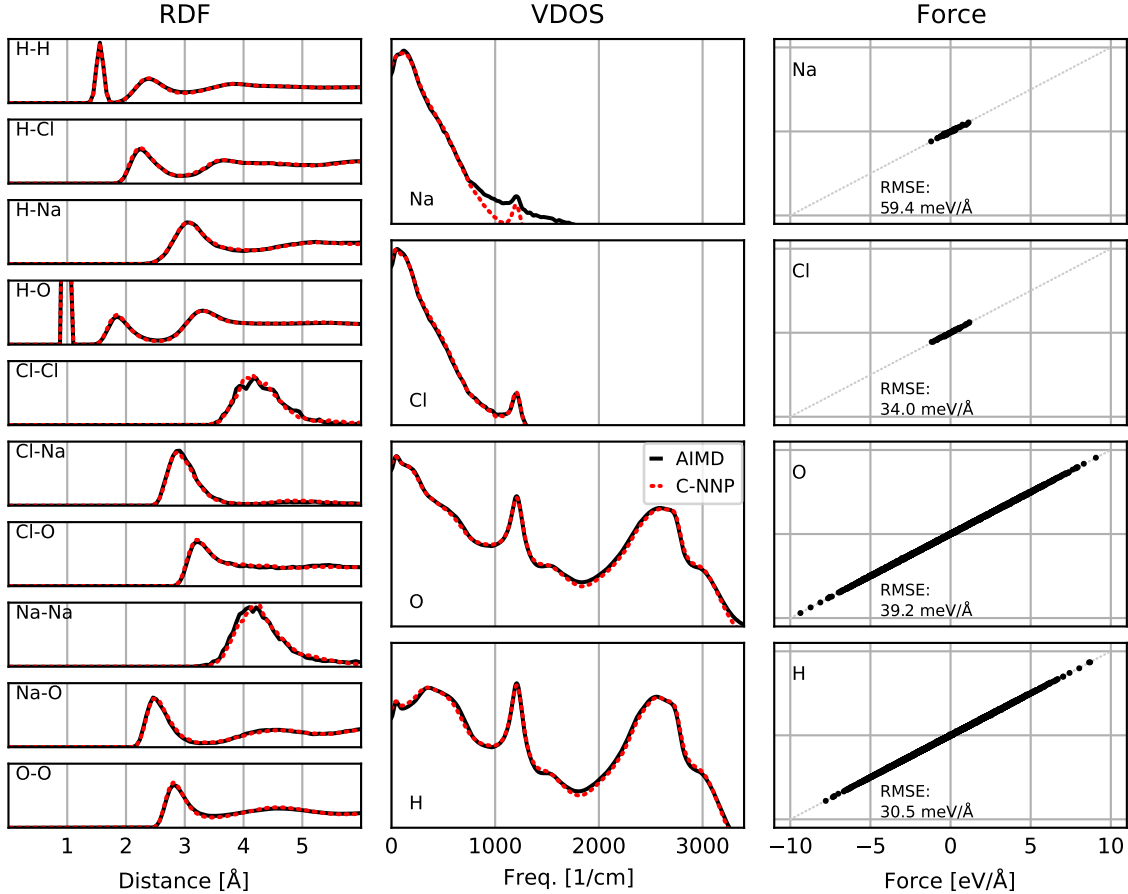 RDF
H-H
H-Cl
H-Na
H-O
Cl-Cl
Cl-Na
Cl-O
Na-Na
Na-O
O-O
1 2 3 4 5
Distance [Å]
VDOS
Na
Cl
AIMD
C-NNP
O
H
0 1000 2000 3000
Freq. [1/cm]
Force
Na
RMSE:
59.4 meV/Å
Cl
RMSE:
34.0 meV/Å
O
RMSE:
39.2 meV/Å
H
RMSE:
30.5 meV/Å
−10 −5 0 5 10
Force [eV/Å]